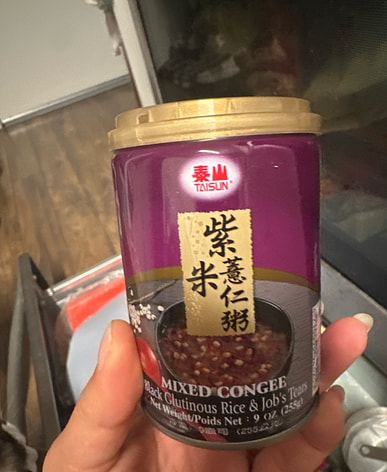 泰山
TAISUN®
紫米
薏仁粥
MIXED CONGEE
Black Glutinous Rice & Job's Tears
Net Weight/Poids Net : 9 OZ (255g)